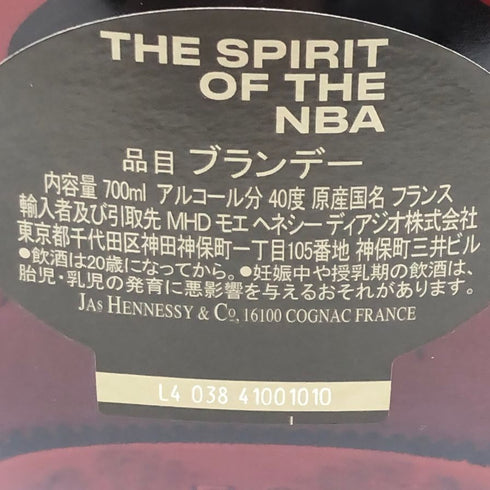 THE SPIRIT
OF THE
NBA
品目 ブランデー
内容量 700ml アルコール分 40度 原産国名 フランス
輸入者及び引取先 MHD モエ ヘネシー ディアジオ株式会社
東京都千代田区神田神保町一丁目105番地 神保町三井ビル
●飲酒は20歳になってから。●妊娠中や授乳期の飲酒は、
胎児・乳児の発育に悪影響を与えるおそれがあります。
JAS HENNESSY & CO, 16100 COGNAC FRANCE
L4 038 41001010